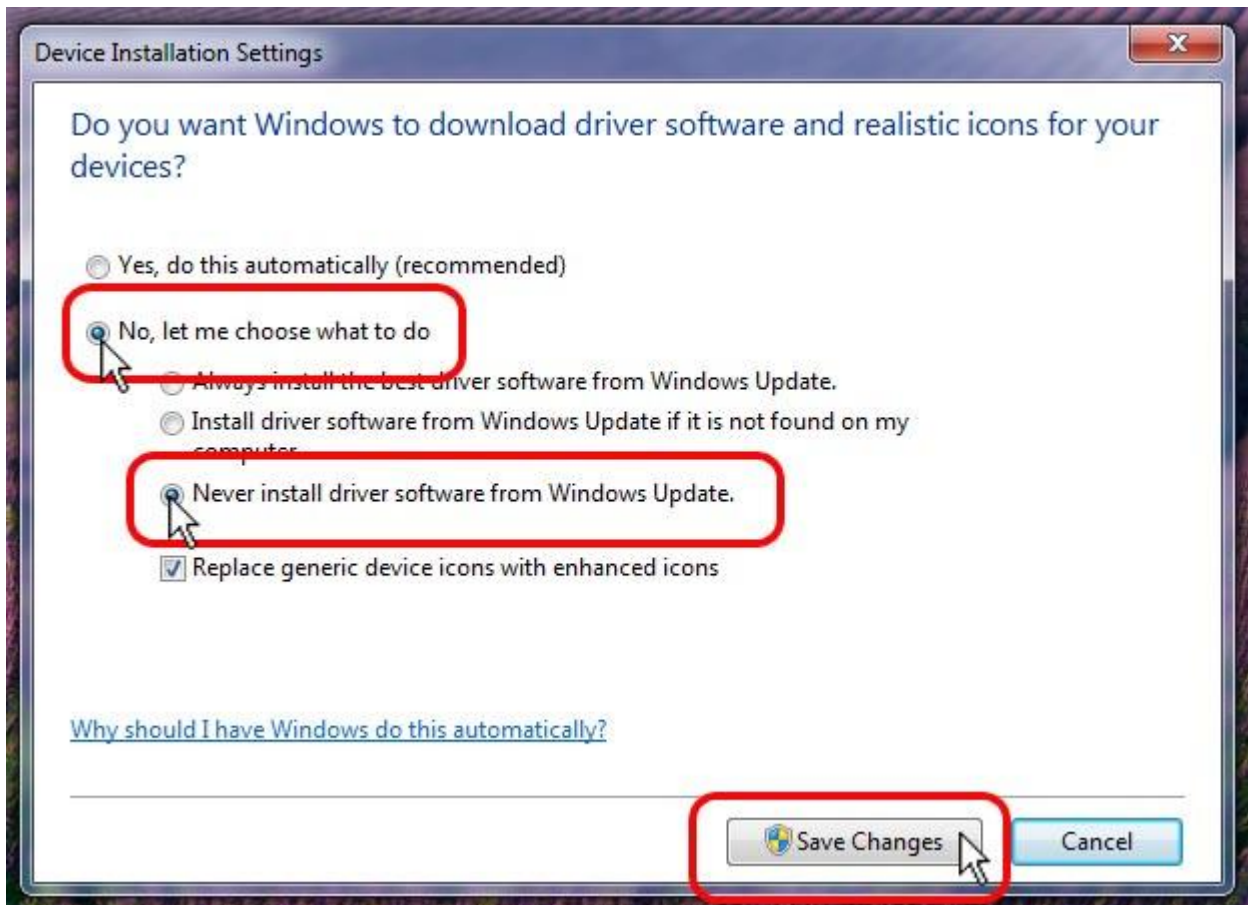 Device Installation Settings
Do you want Windows to download driver software and realistic icons for your
devices?
Yes, do this automatically (recommended)
No, let me choose what to do
Always install the best driver software from Windows Update.
Install driver software from Windows Update if it is not found on my
computer.
Never install driver software from Windows Update.
Replace generic device icons with enhanced icons
Why should I have Windows do this automatically?
Save Changes
Cancel